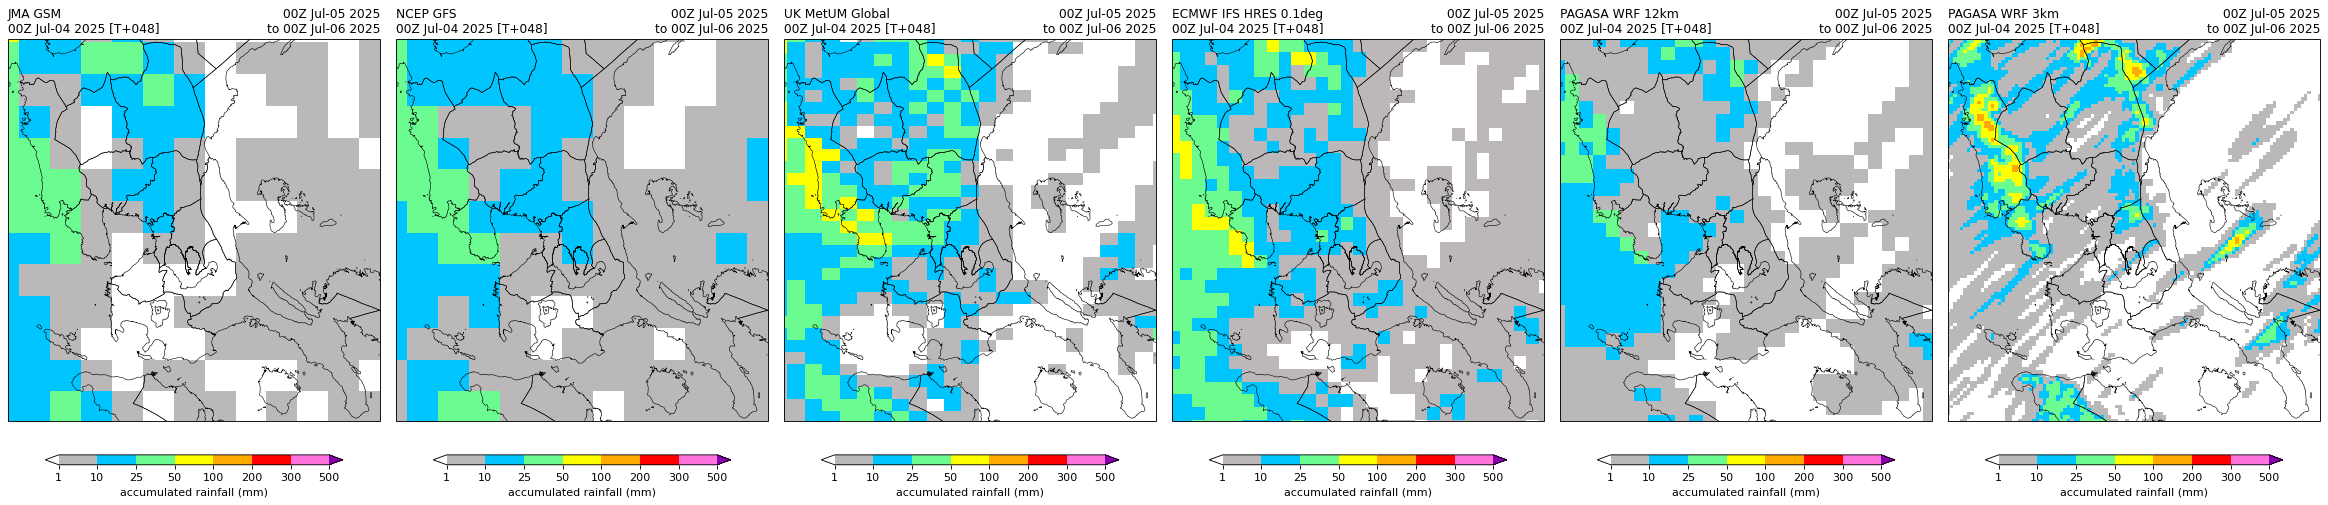 JMA GSM 00Z Jul-05 2025
00Z Jul-04 2025 [T+048] to 00Z Jul-06 2025
1 10 25 50 100 200 300 500
accumulated rainfall (mm)
NCEP GFS 00Z Jul-05 2025
00Z Jul-04 2025 [T+048] to 00Z Jul-06 2025
1 10 25 50 100 200 300 500
accumulated rainfall (mm)
UK MetUM Global 00Z Jul-05 2025
00Z Jul-04 2025 [T+048] to 00Z Jul-06 2025
1 10 25 50 100 200 300 500
accumulated rainfall (mm)
ECMWF IFS HRES 0.1deg 00Z Jul-05 2025
00Z Jul-04 2025 [T+048] to 00Z Jul-06 2025
1 10 25 50 100 200 300 500
accumulated rainfall (mm)
PAGASA WRF 12km 00Z Jul-05 2025
00Z Jul-04 2025 [T+048] to 00Z Jul-06 2025
1 10 25 50 100 200 300 500
accumulated rainfall (mm)
PAGASA WRF 3km 00Z Jul-05 2025
00Z Jul-04 2025 [T+048] to 00Z Jul-06 2025
1 10 25 50 100 200 300 500
accumulated rainfall (mm)